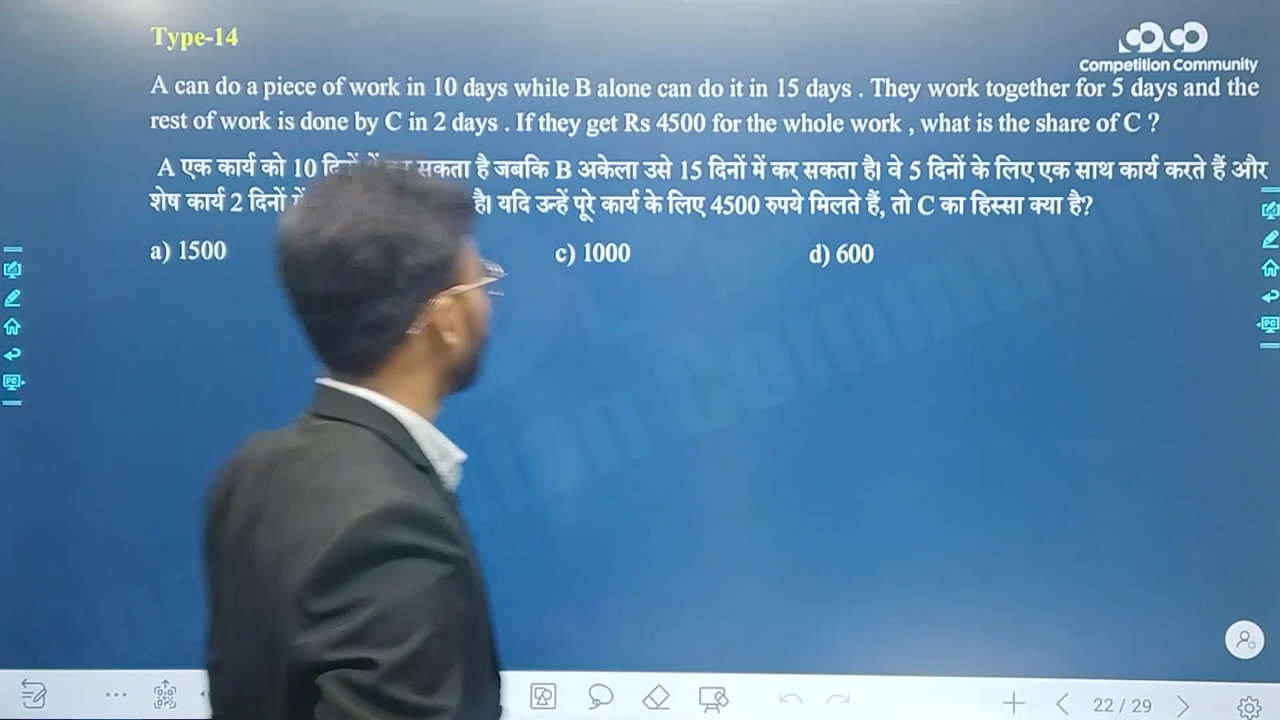 Type-14
Competition Community
A can do a piece of work in 10 days while B alone can do it in 15 days . They work together for 5 days and the
rest of work is done by C in 2 days . If they get Rs 4500 for the whole work , what is the share of C ?
A एक कार्य को 10 सकता है जबकि B अकेला उसे 15 दिनों में कर सकता है। वे 5 दिनों के लिए एक साथ कार्य करते हैं और
शेष कार्य 2 दिनों है। यदि उन्हें पूरे कार्य के लिए 4500 रुपये मिलते हैं, तो C का हिस्सा क्या है?
a) 1500 c) 1000 d) 600
22 / 29